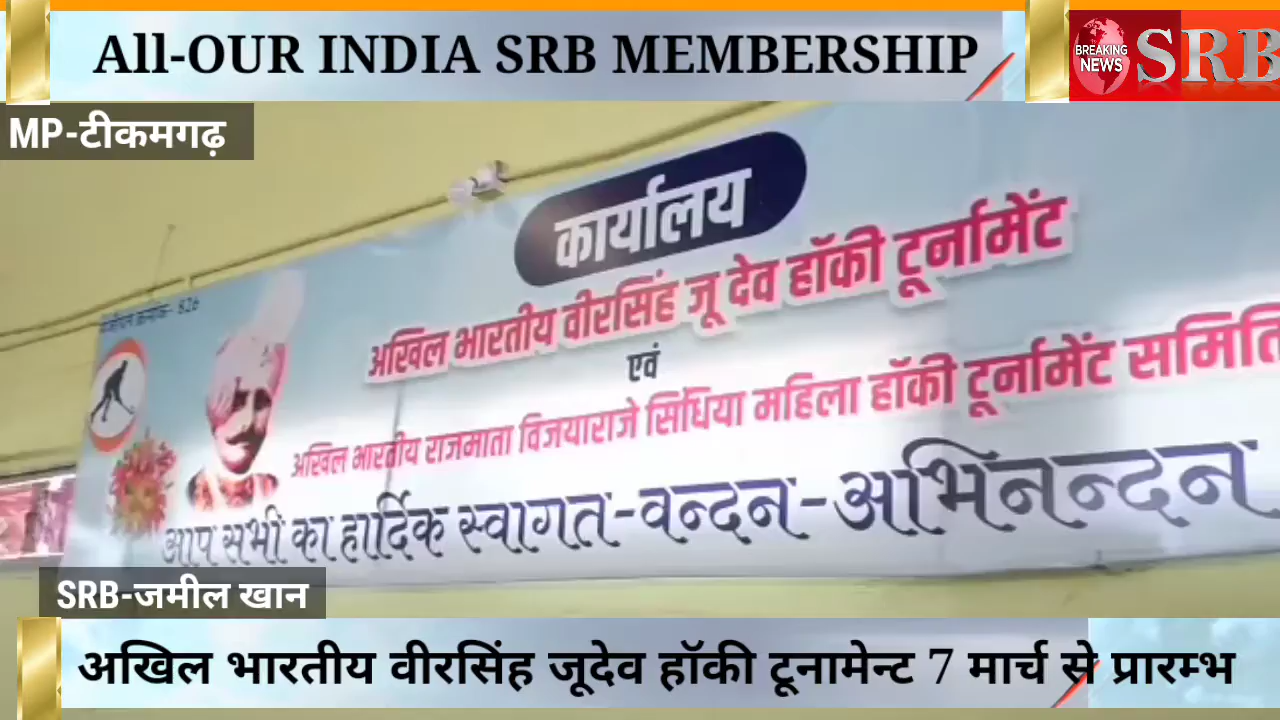 All-OUR INDIA SRB MEMBERSHIP
BREAKING
NEWS
SRB
MP-टीकमगढ़
कार्यालय
अखिल भारतीय वीरसिंह जू देव हॉकी टूर्नामेंट
एवं
अखिल भारतीय राजमाता विजयाराजे सिंधिया महिला हॉकी टूर्नामेंट समिति
आप सभी का हार्दिक स्वागत-वन्दन-अभिनन्दन
SRB-जमील खान
अखिल भारतीय वीरसिंह जूदेव हॉकी टूनामेन्ट 7 मार्च से प्रारम्भ